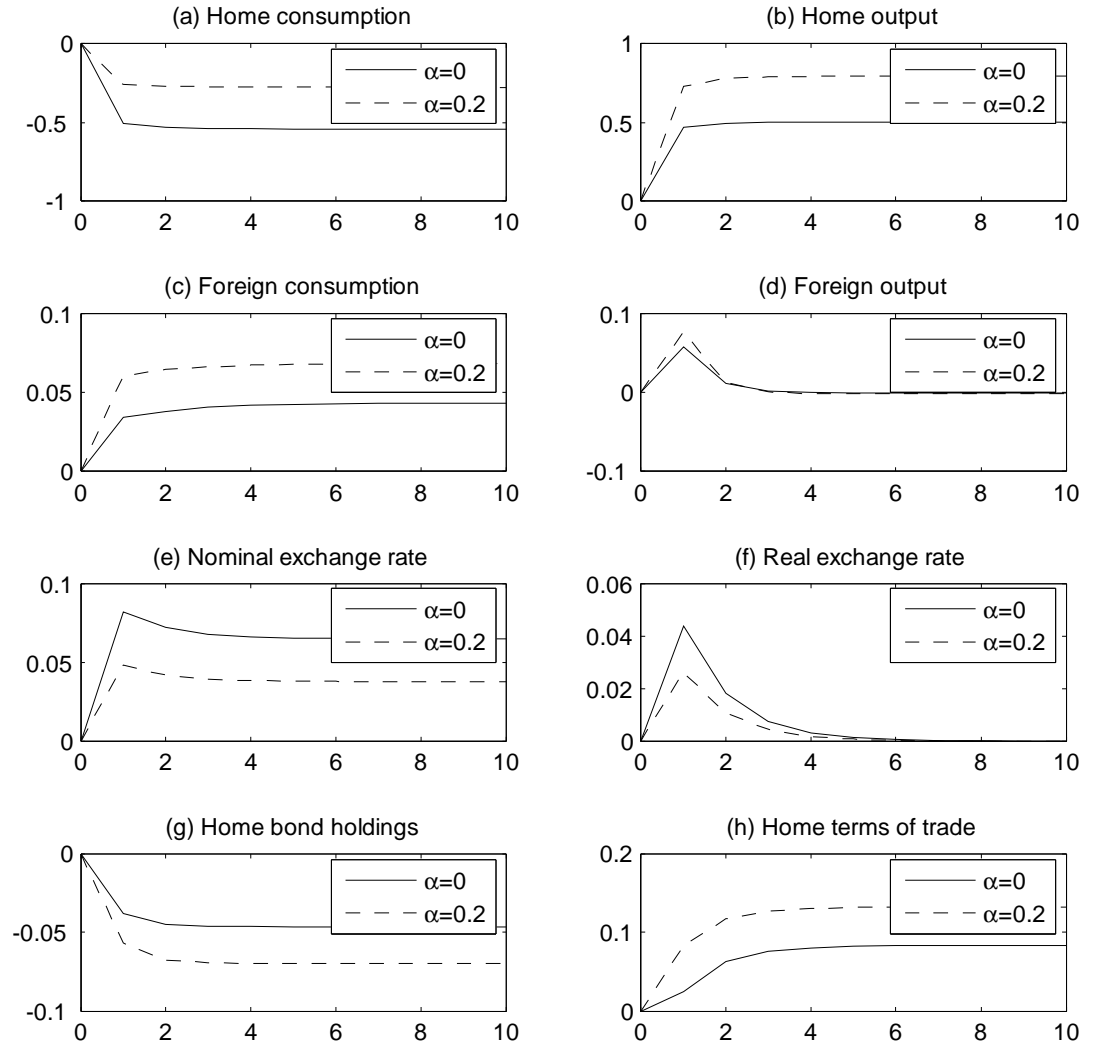 (a) Home consumption
0
-0.5
-1
0 2 4 6 8 10
α=0
α=0.2
(b) Home output
1
0.5
0
0 2 4 6 8 10
α=0
α=0.2
(c) Foreign consumption
0.1
0.05
0
0 2 4 6 8 10
α=0
α=0.2
(d) Foreign output
0.1
0
-0.1
0 2 4 6 8 10
α=0
α=0.2
(e) Nominal exchange rate
0.1
0.05
0
0 2 4 6 8 10
α=0
α=0.2
(f) Real exchange rate
0.06
0.04
0.02
0
0 2 4 6 8 10
α=0
α=0.2
(g) Home bond holdings
0
-0.05
-0.1
0 2 4 6 8 10
α=0
α=0.2
(h) Home terms of trade
0.2
0.1
0
0 2 4 6 8 10
α=0
α=0.2